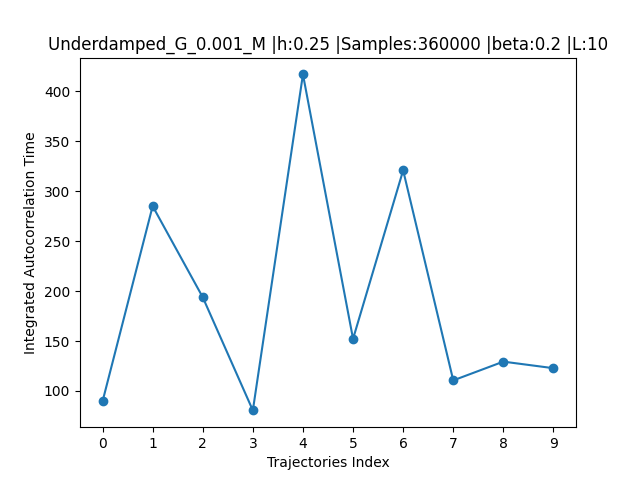 Underdamped_G_0.001_M |h:0.25 |Samples:360000 |beta:0.2 |L:10
Integrated Autocorrelation Time
400
350
300
250
200
150
100
0 1 2 3 4 5 6 7 8 9
Trajectories Index